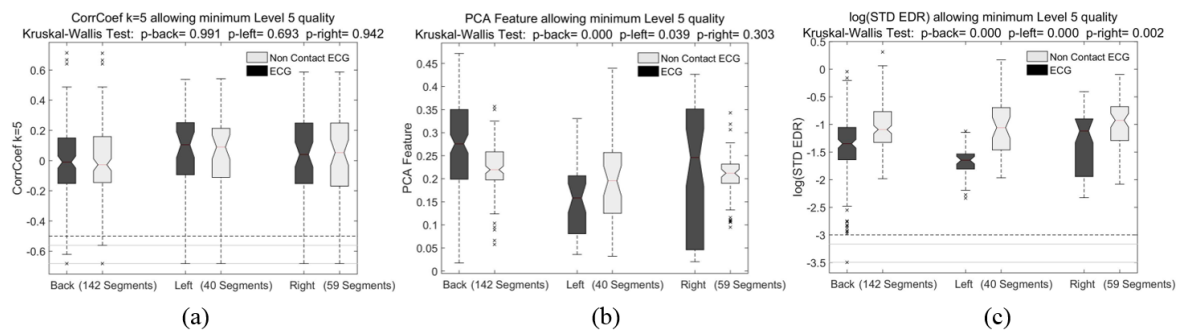 CorrCoef k=5 allowing minimum Level 5 quality
Kruskal-Wallis Test: p-back= 0.991 p-left= 0.693 p-right= 0.942
Non Contact ECG
ECG
CorrCoef k=5
0.6
0.4
0.2
0
-0.2
-0.4
-0.6
Back (142 Segments) Left (40 Segments) Right (59 Segments)
(a)
PCA Feature allowing minimum Level 5 quality
Kruskal-Wallis Test: p-back= 0.000 p-left= 0.039 p-right= 0.303
Non Contact ECG
ECG
PCA Feature
0.45
0.4
0.35
0.3
0.25
0.2
0.15
0.1
0.05
0
Back (142 Segments) Left (40 Segments) Right (59 Segments)
(b)
log(STD EDR) allowing minimum Level 5 quality
Kruskal-Wallis Test: p-back= 0.000 p-left= 0.000 p-right= 0.002
Non Contact ECG
ECG
log(STD EDR)
0.5
0
-0.5
-1
-1.5
-2
-2.5
-3
-3.5
Back (142 Segments) Left (40 Segments) Right (59 Segments)
(c)